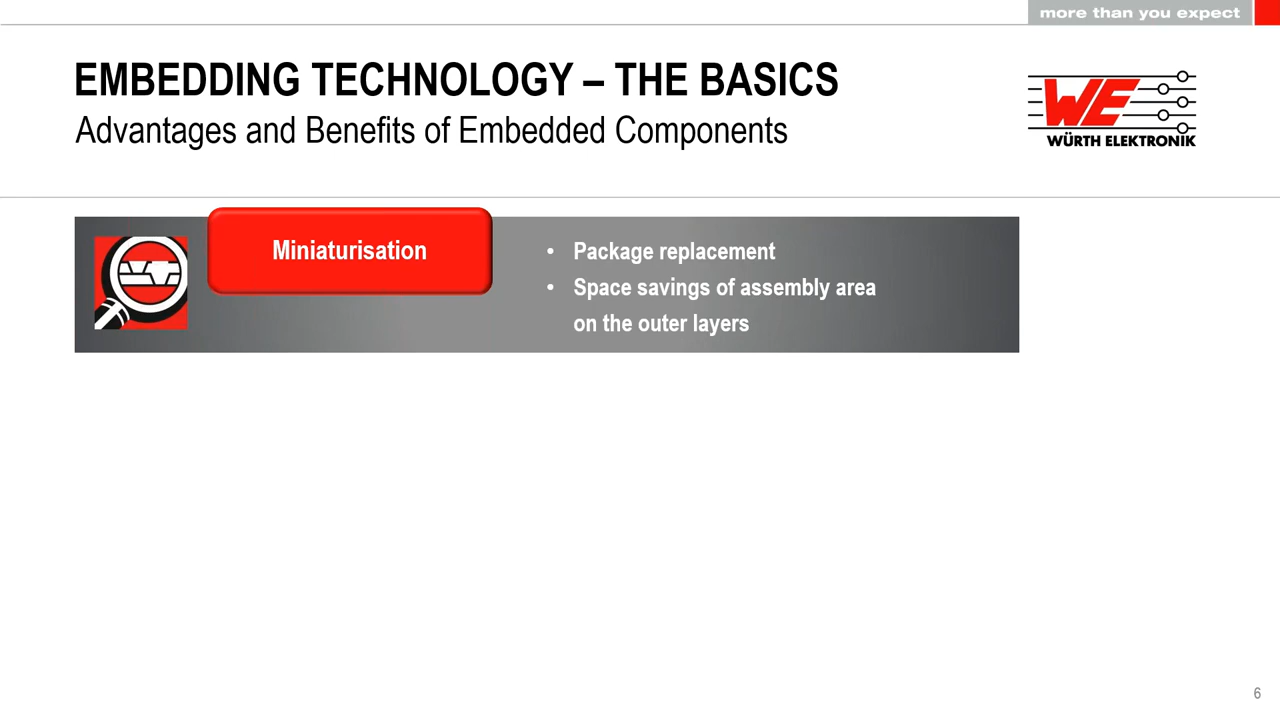 more than you expect
EMBEDDING TECHNOLOGY – THE BASICS
Advantages and Benefits of Embedded Components
WE
WÜRTH ELEKTRONIK
Miniaturisation
• Package replacement
• Space savings of assembly area
on the outer layers
6